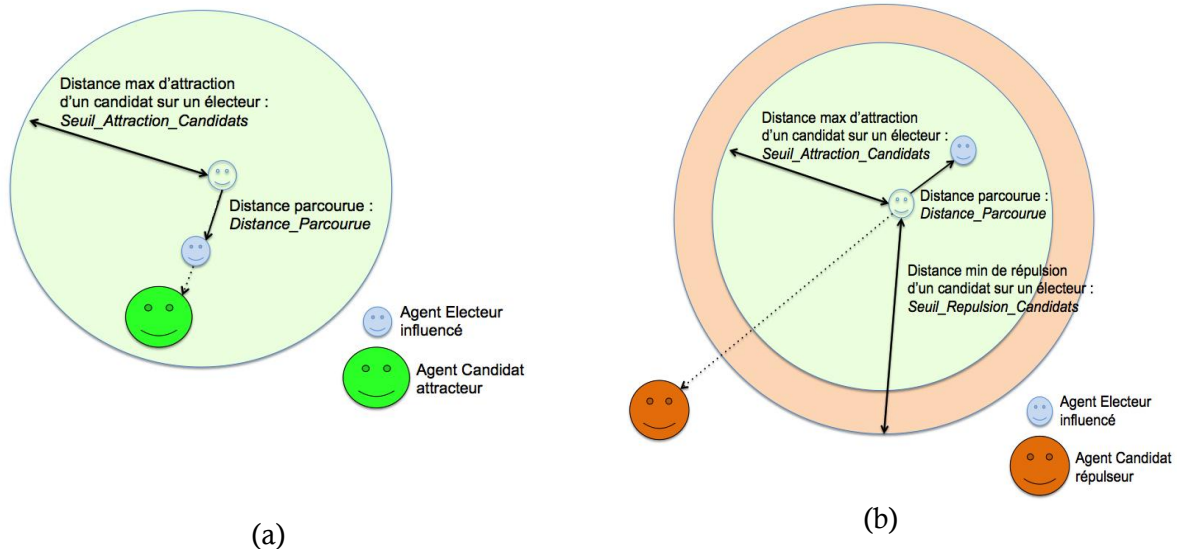 Distance max d'attraction
d'un candidat sur un électeur :
Seuil_Attraction_Candidats
Distance parcourue :
Distance_Parcourue
Agent Electeur
influencé
Agent Candidat
attracteur
(a)
Distance max d'attraction
d'un candidat sur un électeur :
Seuil_Attraction_Candidats
Distance parcourue :
Distance_Parcourue
Distance min de répulsion
d'un candidat sur un électeur :
Seuil_Repulsion_Candidats
Agent Electeur
influencé
Agent Candidat
répulseur
(b)